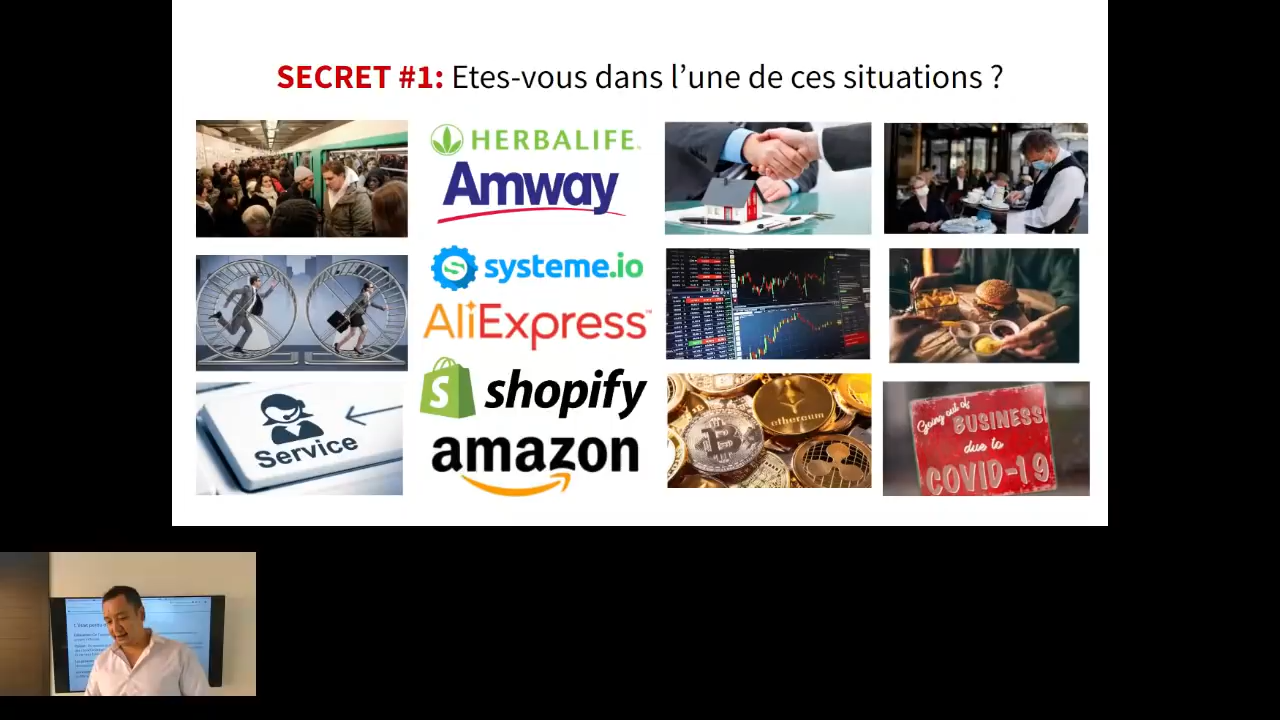 SECRET #1: Etes-vous dans l’une de ces situations ?
HERBALIFE
Amway
systeme.io
AliExpress™
shopify
amazon
Service
ethereum
Going out of
BUSINESS
due to
COVID-19